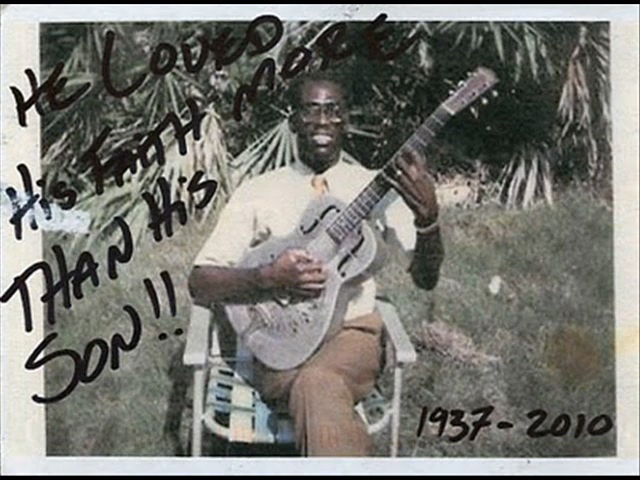 HE LOVED
HIS FAITH MORE
THAN HIS
SON!!
1937-2010